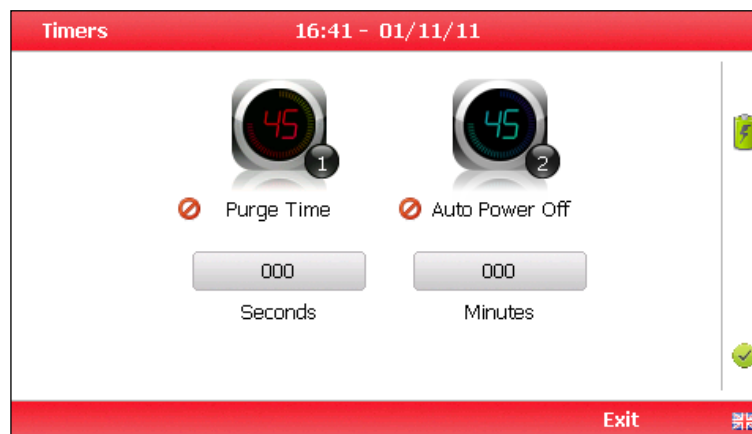 Timers 16:41 - 01/11/11
45 45
1 2
Purge Time Auto Power Off
000 000
Seconds Minutes
Exit